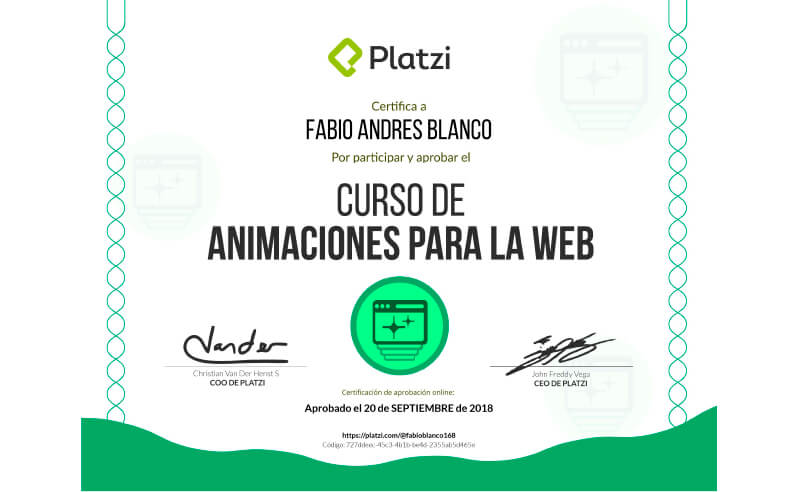 Platzi
Certifica a
FABIO ANDRES BLANCO
Por participar y aprobar el
CURSO DE
ANIMACIONES PARA LA WEB
Vander
Christian Van Der Henst S
COO DE PLATZI
John Freddy Vega
CEO DE PLATZI
Certificación de aprobación online:
Aprobado el 20 de SEPTIEMBRE de 2018
https://platzi.com/@fabioblanco168
Código: